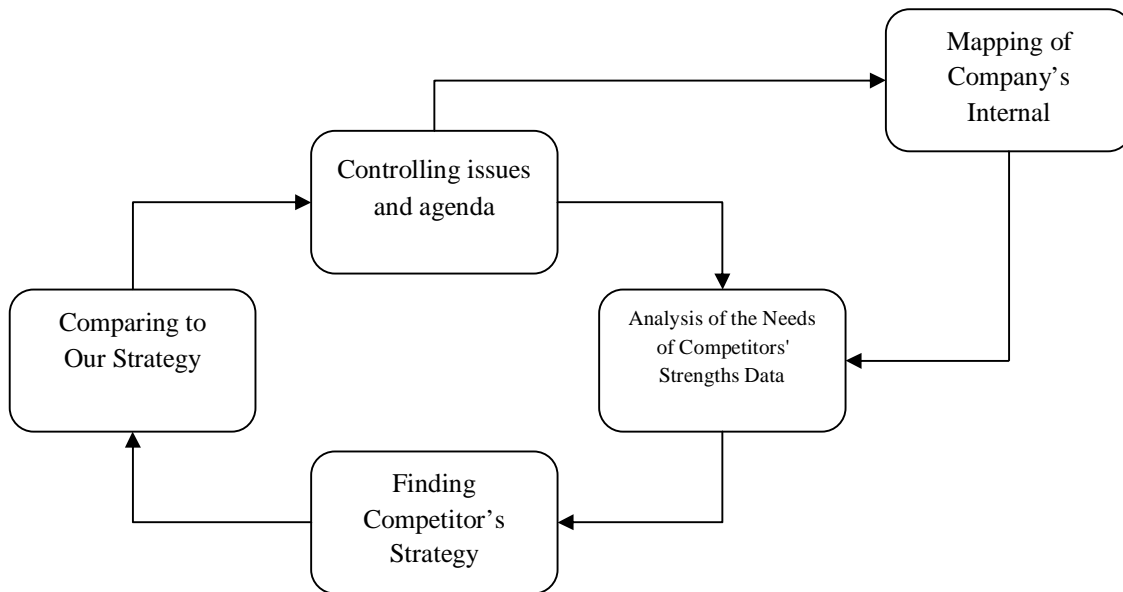 Mapping of
Company’s
Internal
Controlling issues
and agenda
Comparing to
Our Strategy
Analysis of the Needs
of Competitors'
Strengths Data
Finding
Competitor’s
Strategy